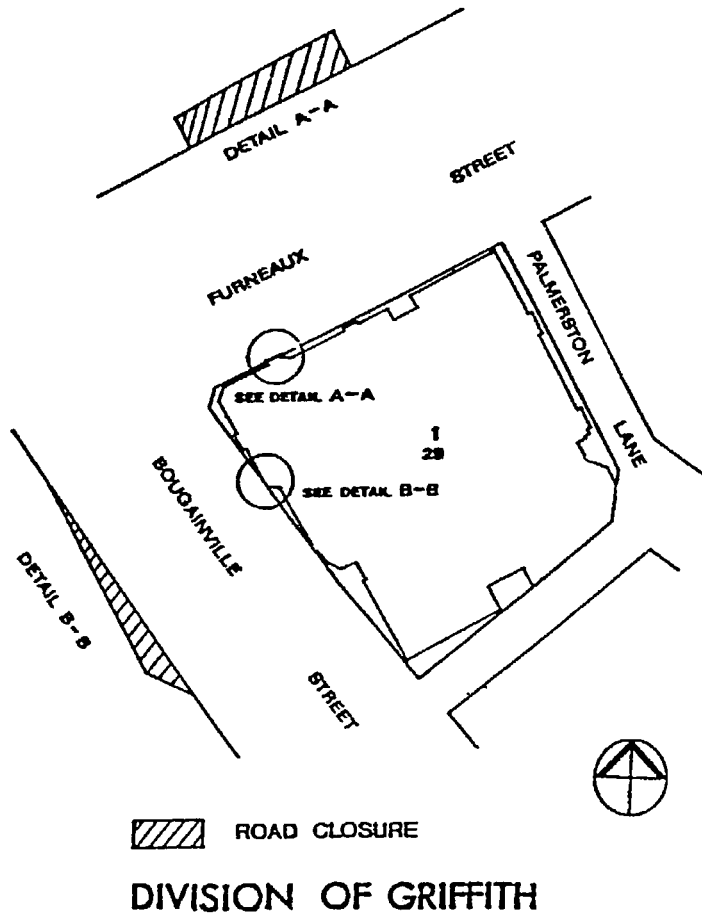 DETAIL A-A
STREET
FURNEAUX
PALMERSTON
LANE
SEE DETAIL A-A
1
29
SEE DETAIL B-B
BOUGAINVILLE
STREET
DETAIL B-B
ROAD CLOSURE
DIVISION OF GRIFFITH